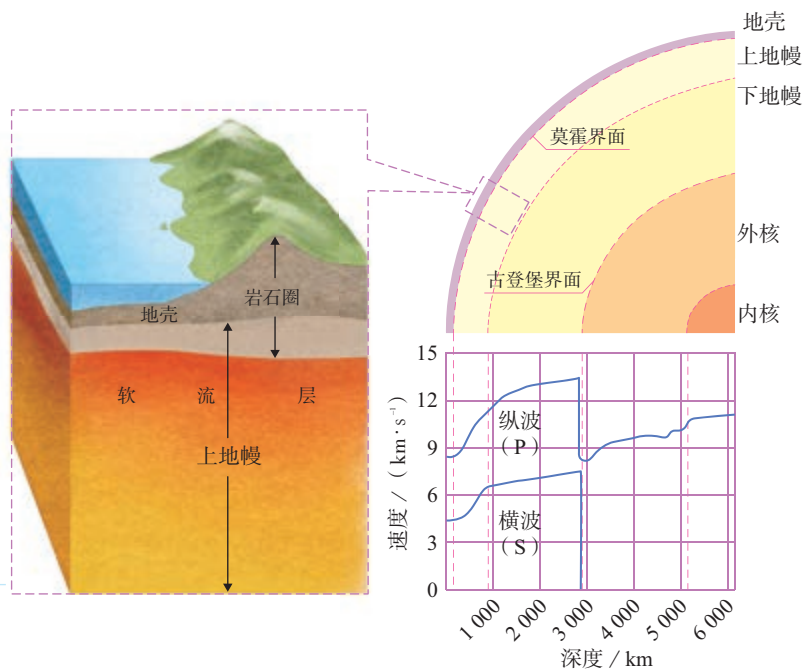 地壳
上地幔
下地幔
莫霍界面
外核
古登堡界面
内核
岩石圈
地壳
软流层
上地幔
15
12
9
6
3
0
速度 / ( km · s⁻¹ )
纵波
( P )
横波
( S )
1 000
2 000
3 000
4 000
5 000
6 000
深度 / km